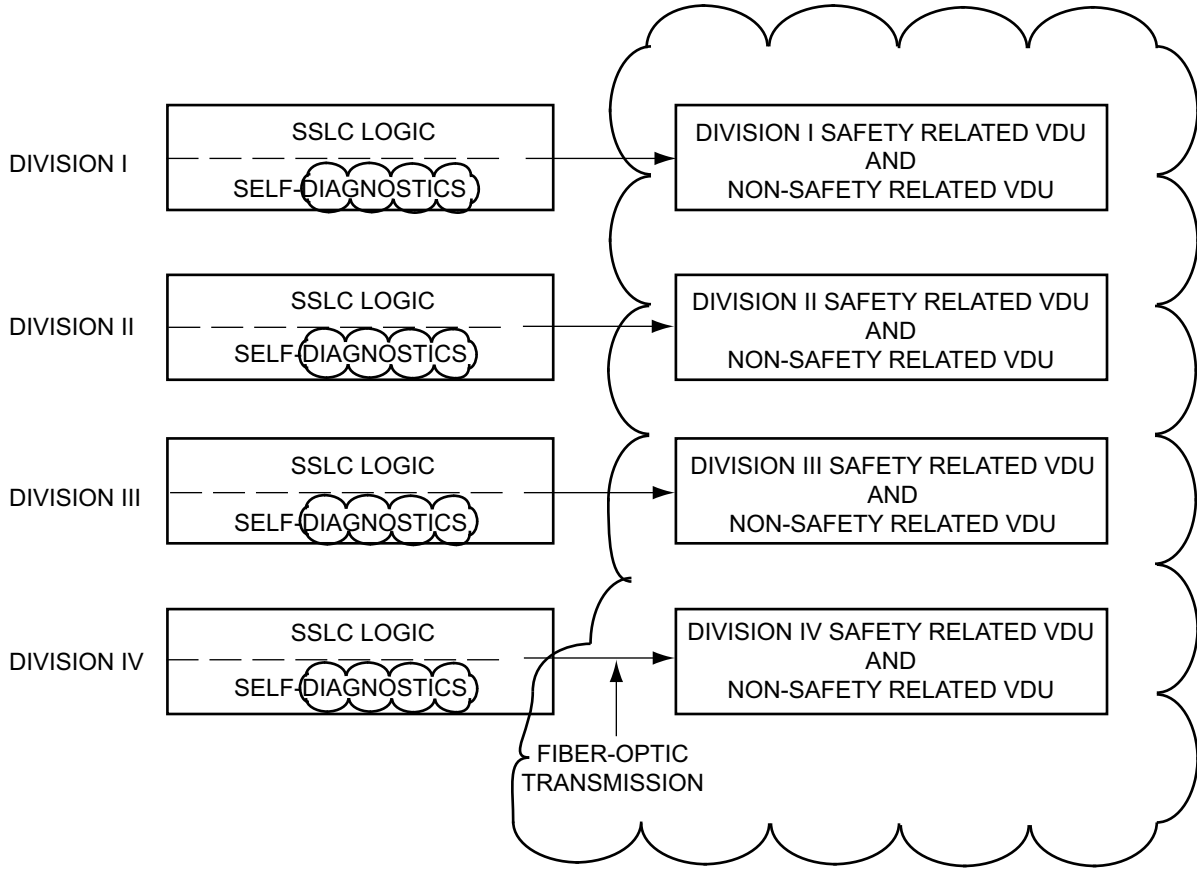 DIVISION I
SSLC LOGIC
SELF-DIAGNOSTICS
DIVISION I SAFETY RELATED VDU
AND
NON-SAFETY RELATED VDU
DIVISION II
SSLC LOGIC
SELF-DIAGNOSTICS
DIVISION II SAFETY RELATED VDU
AND
NON-SAFETY RELATED VDU
DIVISION III
SSLC LOGIC
SELF-DIAGNOSTICS
DIVISION III SAFETY RELATED VDU
AND
NON-SAFETY RELATED VDU
DIVISION IV
SSLC LOGIC
SELF-DIAGNOSTICS
DIVISION IV SAFETY RELATED VDU
AND
NON-SAFETY RELATED VDU
FIBER-OPTIC
TRANSMISSION